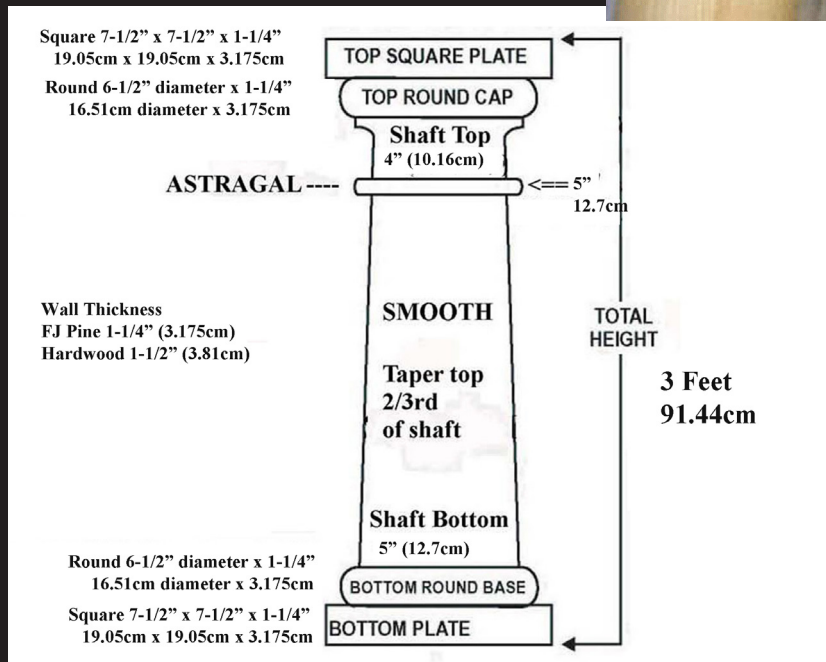 Square 7-1/2” x 7-1/2” x 1-1/4”
19.05cm x 19.05cm x 3.175cm
TOP SQUARE PLATE
Round 6-1/2” diameter x 1-1/4”
16.51cm diameter x 3.175cm
TOP ROUND CAP
Shaft Top
4” (10.16cm)
ASTRAGAL ----
<== 5”
12.7cm
Wall Thickness
FJ Pine 1-1/4” (3.175cm)
Hardwood 1-1/2” (3.81cm)
SMOOTH
Taper top
2/3rd
of shaft
TOTAL
HEIGHT
3 Feet
91.44cm
Shaft Bottom
5” (12.7cm)
Round 6-1/2” diameter x 1-1/4”
16.51cm diameter x 3.175cm
BOTTOM ROUND BASE
Square 7-1/2” x 7-1/2” x 1-1/4”
19.05cm x 19.05cm x 3.175cm
BOTTOM PLATE